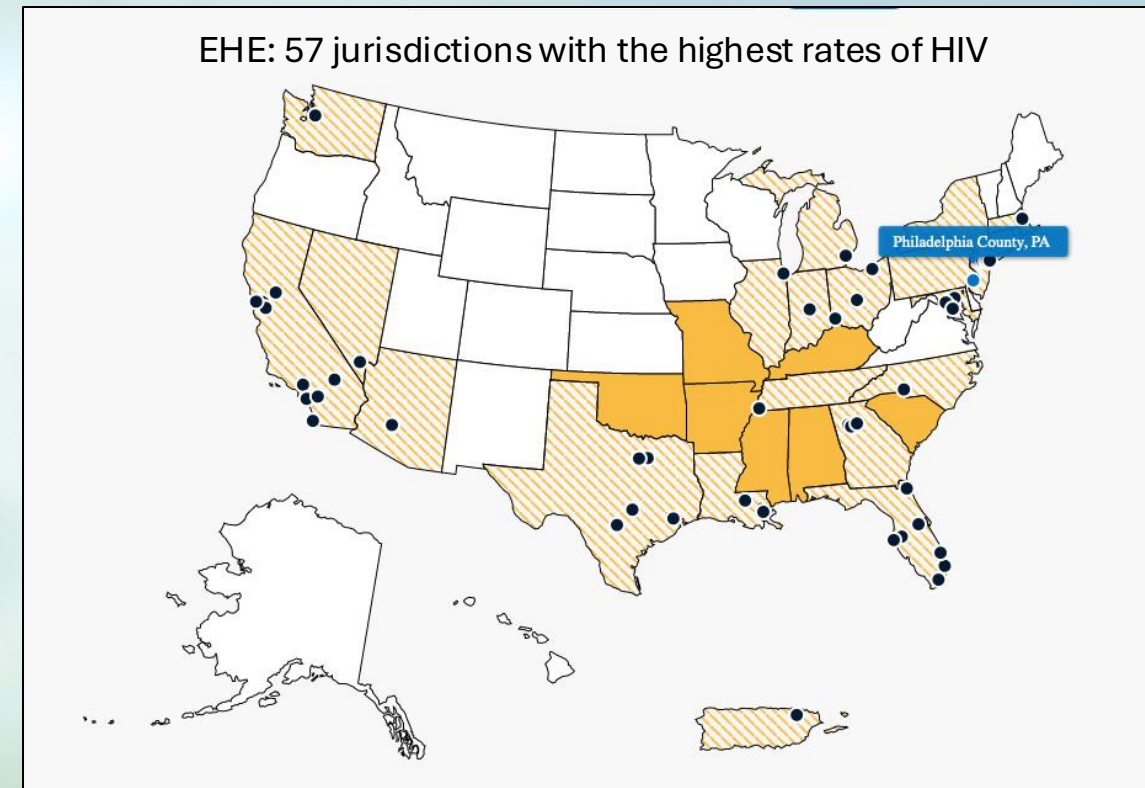 EHE: 57 jurisdictions with the highest rates of HIV
Philadelphia County, PA